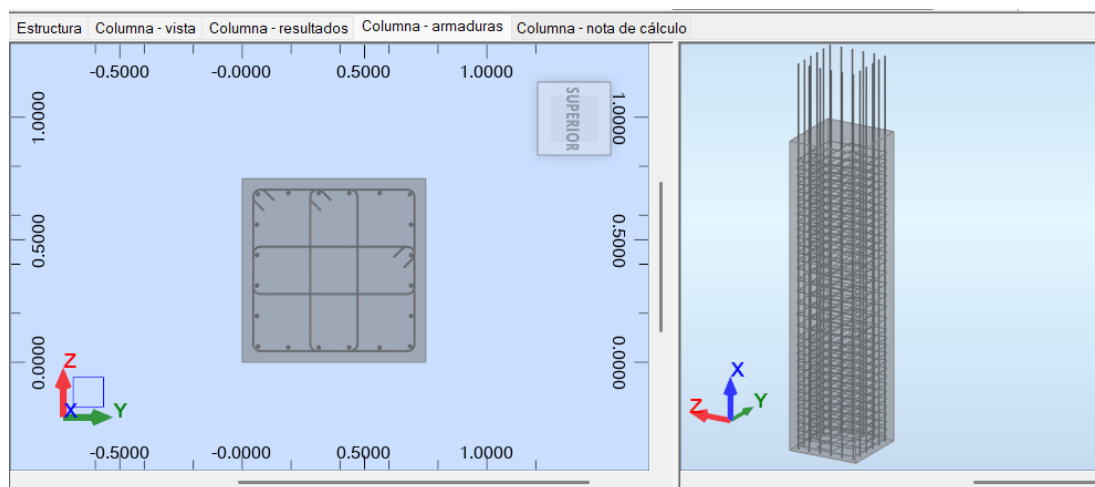 Estructura Columna - vista Columna - resultados Columna - armaduras Columna - nota de cálculo
-0.5000 -0.0000 0.5000 1.0000
1.0000 SUPERIOR 1.0000
0.5000 0.5000
0.0000 0.0000
Z
X Y
-0.5000 -0.0000 0.5000 1.0000
X
Z Y